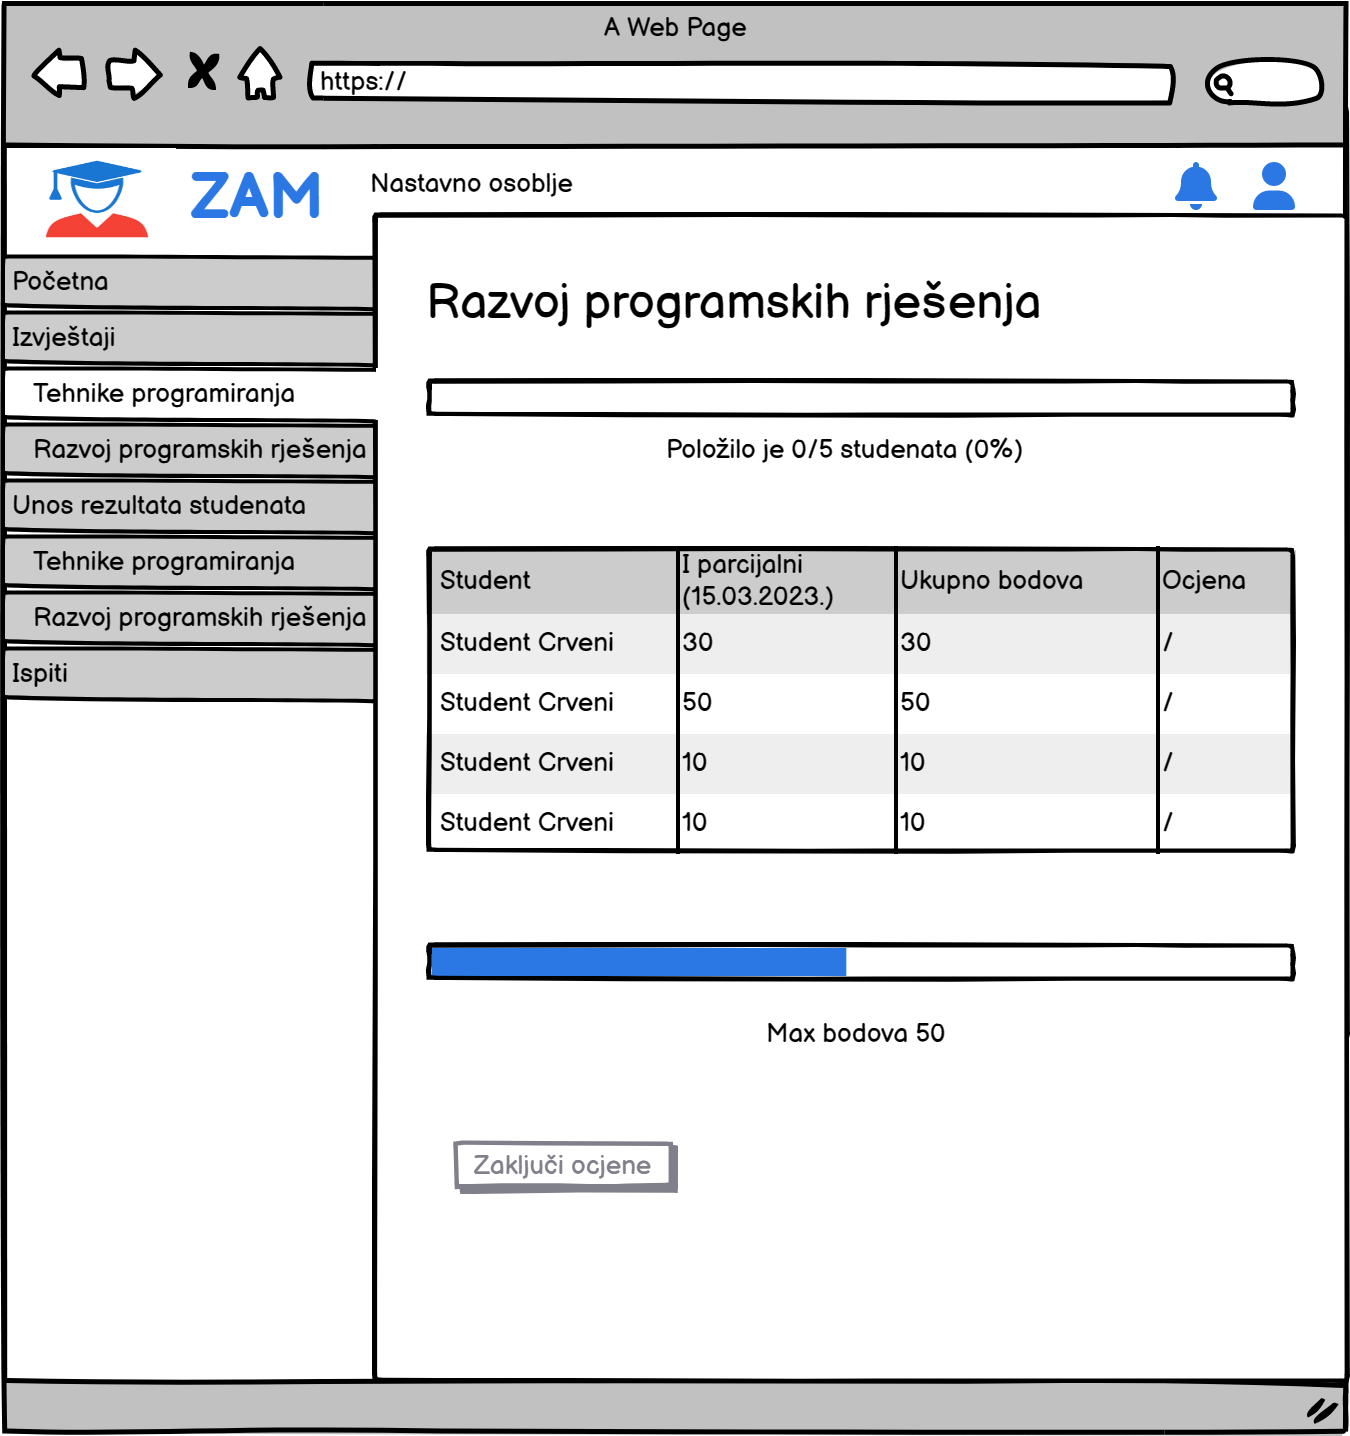 A Web Page
https://
ZAM
Nastavno osoblje
Početna
Izvještaji
Tehnike programiranja
Razvoj programskih rješenja
Unos rezultata studenata
Tehnike programiranja
Razvoj programskih rješenja
Ispiti
Razvoj programskih rješenja
Položilo je 0/5 studenata (0%)
Student I parcijalni (15.03.2023.) Ukupno bodova Ocjena
Student Crveni 30 30 /
Student Crveni 50 50 /
Student Crveni 10 10 /
Student Crveni 10 10 /
Max bodova 50
Zaključi ocjene